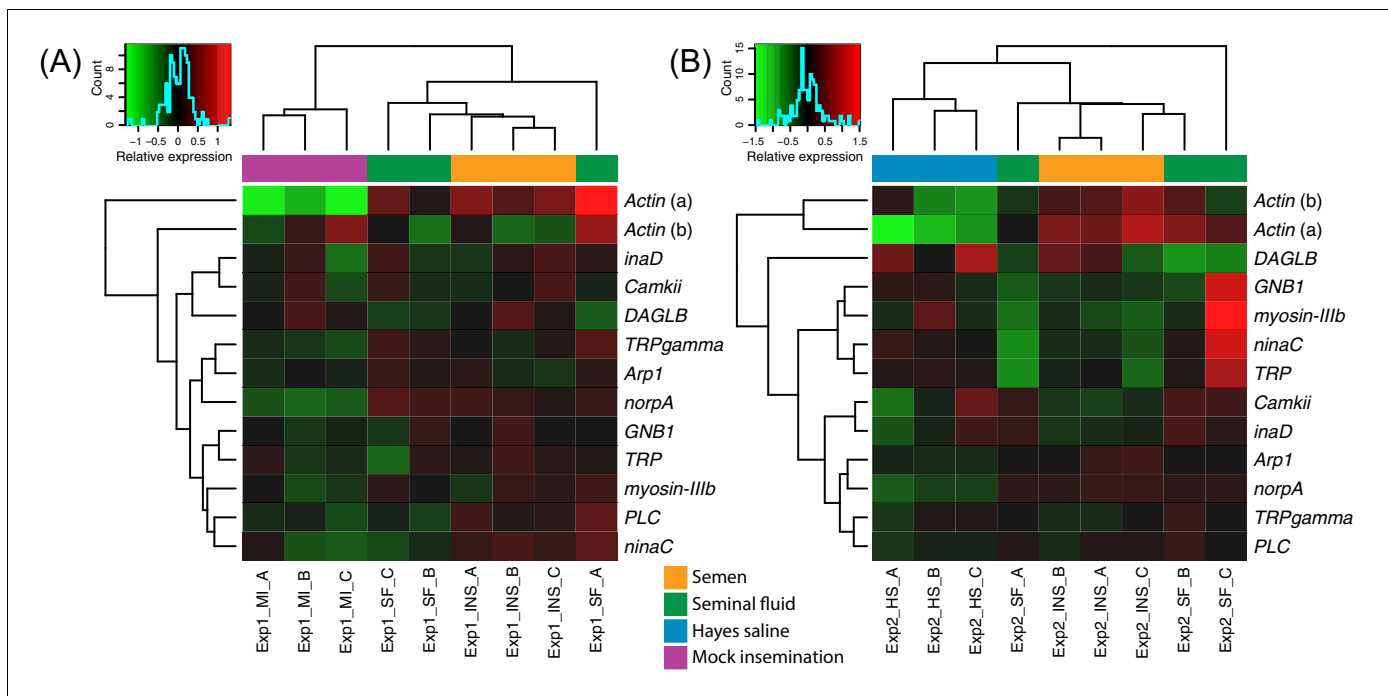 (A)
Count
0 2 4 6 8
−1 −0.5 0 0.5 1
Relative expression
Actin (a)
Actin (b)
inaD
Camkii
DAGLB
TRPgamma
Arp1
norpA
GNB1
TRP
myosin-IIIb
PLC
ninaC
Exp1_MI_A
Exp1_MI_B
Exp1_MI_C
Exp1_SF_C
Exp1_SF_B
Exp1_INS_A
Exp1_INS_B
Exp1_INS_C
Exp1_SF_A
(B)
Count
0 5 10 15
-1.5 -0.5 0 0.5 1.5
Relative expression
Actin (b)
Actin (a)
DAGLB
GNB1
myosin-IIIb
ninaC
TRP
Camkii
inaD
Arp1
norpA
TRPgamma
PLC
Exp2_HS_A
Exp2_HS_B
Exp2_HS_C
Exp2_SF_A
Exp2_INS_B
Exp2_INS_A
Exp2_INS_C
Exp2_SF_B
Exp2_SF_C
Semen
Seminal fluid
Hayes saline
Mock insemination